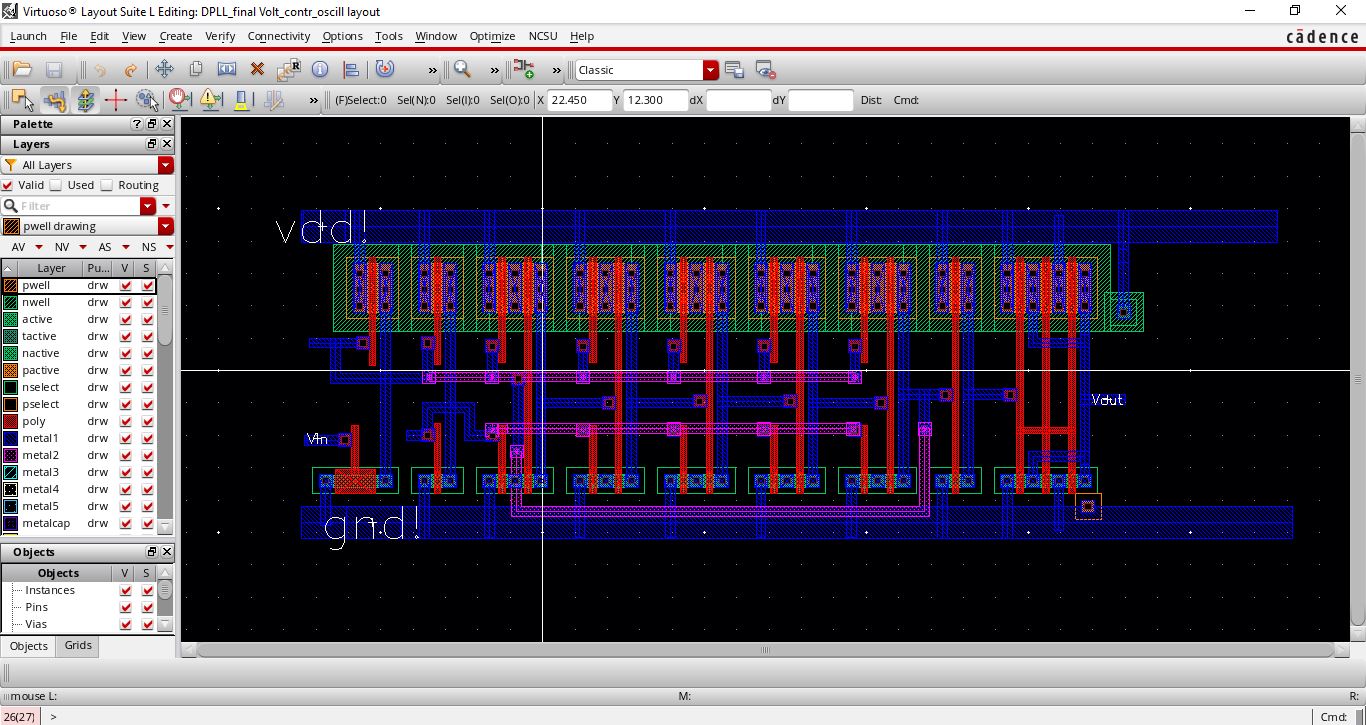 Virtuoso® Layout Suite L Editing: DPLL_final Volt_contr_oscill layout
Launch File Edit View Create Verify Connectivity Options Tools Window Optimize NCSU Help
cādence
» » » Classic
» (F)Select:0 Sel(N):0 Sel(I):0 Sel(O):0 X 22.450 Y 12.300 dX dY Dist: Cmd:
Palette
Layers
All Layers
Valid Used Routing
Filter
pwell drawing
AV NV AS NS
Layer Pu... V S
pwell drw
nwell drw
active drw
tactive drw
nactive drw
pactive drw
nselect drw
pselect drw
poly drw
metal1 drw
metal2 drw
metal3 drw
metal4 drw
metal5 drw
metalcap drw
Objects
Objects V S
Instances
Pins
Vias
Objects Grids
vdd!
Vout
Vin
gnd!
mouse L: M: R:
26(27) > Cmd: